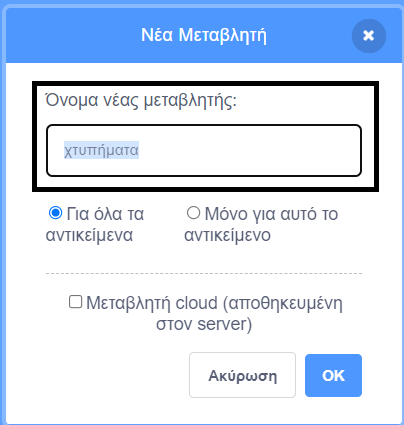 Νέα Μεταβλητή
Όνομα νέας μεταβλητής:
χτυπήματα
Για όλα τα
αντικείμενα
Μόνο για αυτό το
αντικείμενο
Μεταβλητή cloud (αποθηκευμένη
στον server)
Ακύρωση
OK